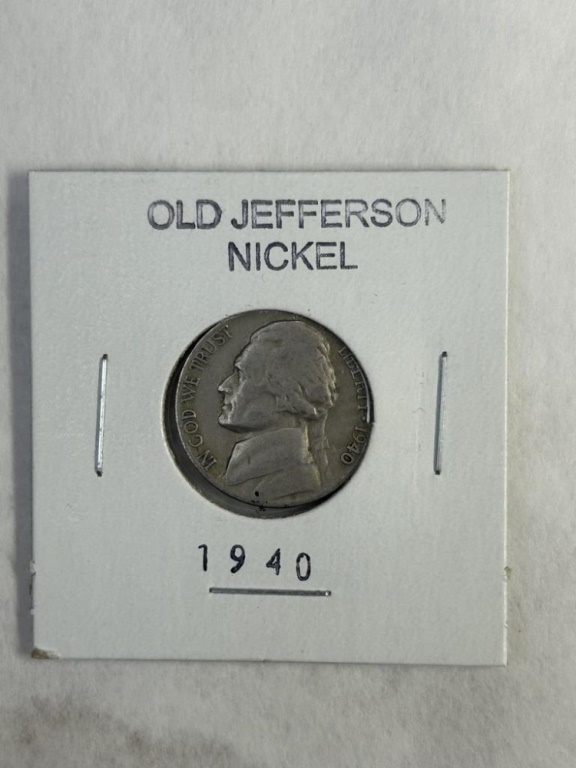 OLD JEFFERSON
NICKEL
IN GOD WE TRUST
LIBERTY 1940
1940